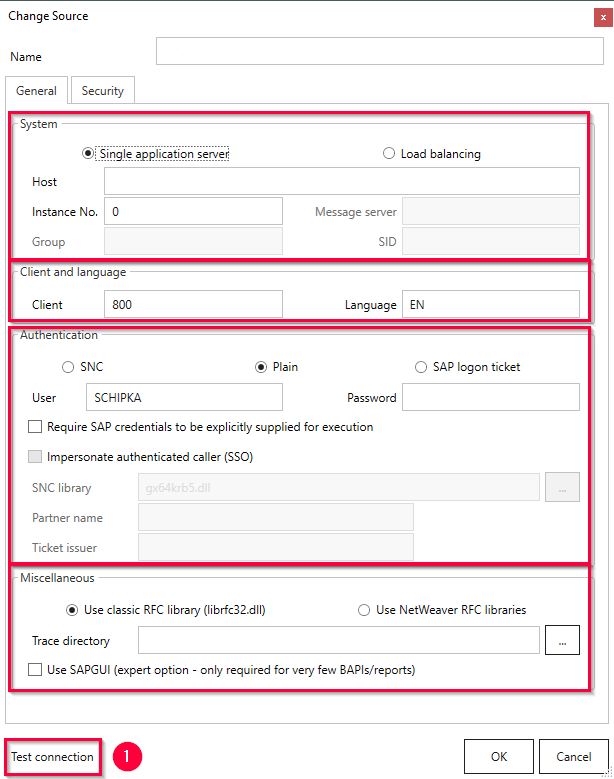 Change Source
x
Name
General Security
System
Single application server Load balancing
Host
Instance No. 0 Message server
Group SID
Client and language
Client 800 Language EN
Authentication
SNC Plain SAP logon ticket
User SCHIPKA Password
Require SAP credentials to be explicitly supplied for execution
Impersonate authenticated caller (SSO)
SNC library gx64krb5.dll ...
Partner name
Ticket issuer
Miscellaneous
Use classic RFC library (librfc32.dll) Use NetWeaver RFC libraries
Trace directory ...
Use SAPGUI (expert option - only required for very few BAPIs/reports)
Test connection 1 OK Cancel